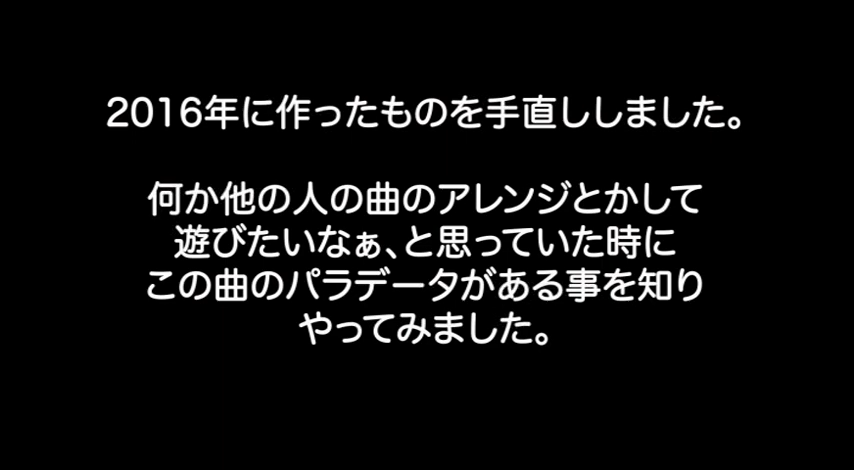 2016年に作ったものを手直ししました。
何か他の人の曲のアレンジとかして
遊びたいなぁ、と思っていた時に
この曲のパラデータがある事を知り
やってみました。